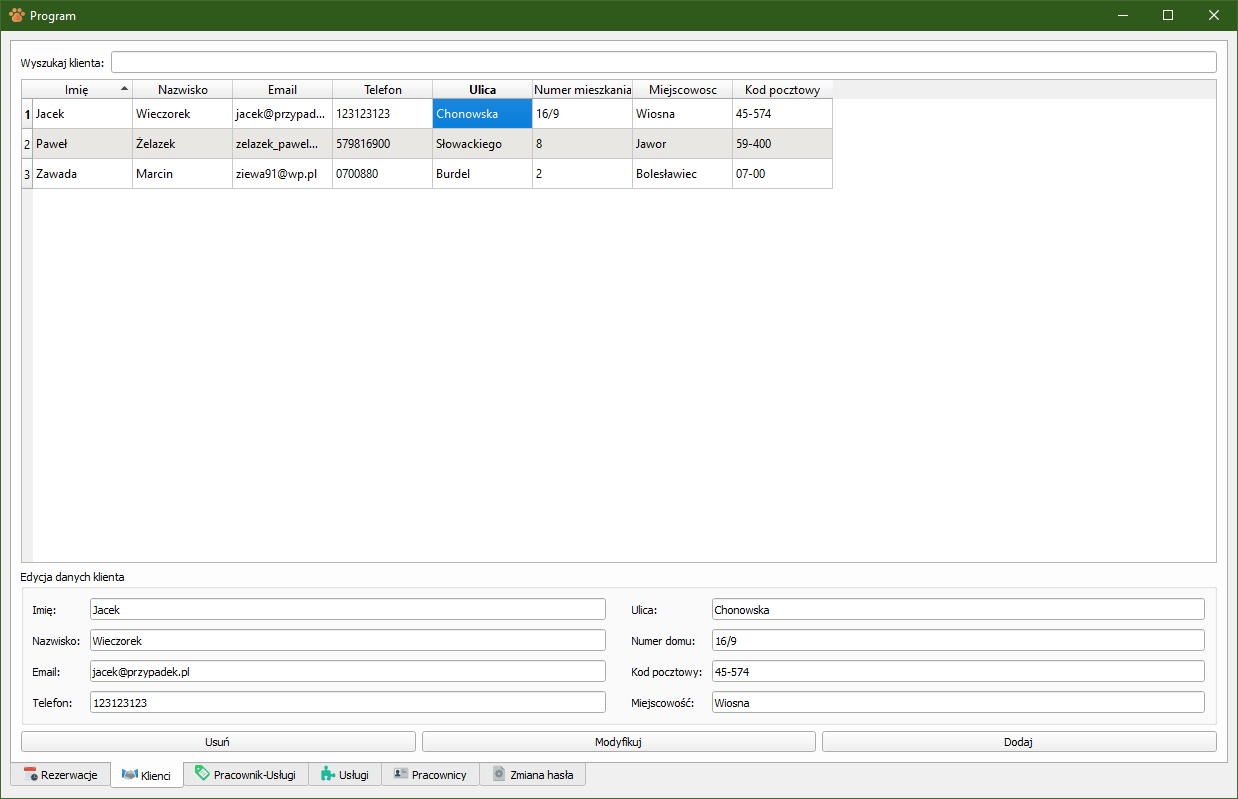 Program
Wyszukaj klienta:
Imię Nazwisko Email Telefon Ulica Numer mieszkania Miejscowosc Kod pocztowy
1 Jacek Wieczorek jacek@przypad... 123123123 Chonowska 16/9 Wiosna 45-574
2 Paweł Żelazek zelazek_pawel... 579816900 Słowackiego 8 Jawor 59-400
3 Zawada Marcin ziewa91@wp.pl 0700880 Burdel 2 Bolesławiec 07-00
Edycja danych klienta
Imię: Jacek Ulica: Chonowska
Nazwisko: Wieczorek Numer domu: 16/9
Email: jacek@przypadek.pl Kod pocztowy: 45-574
Telefon: 123123123 Miejscowość: Wiosna
Usuń Modyfikuj Dodaj
Rezerwacje Klienci Pracownik-Usługi Usługi Pracownicy Zmiana hasła